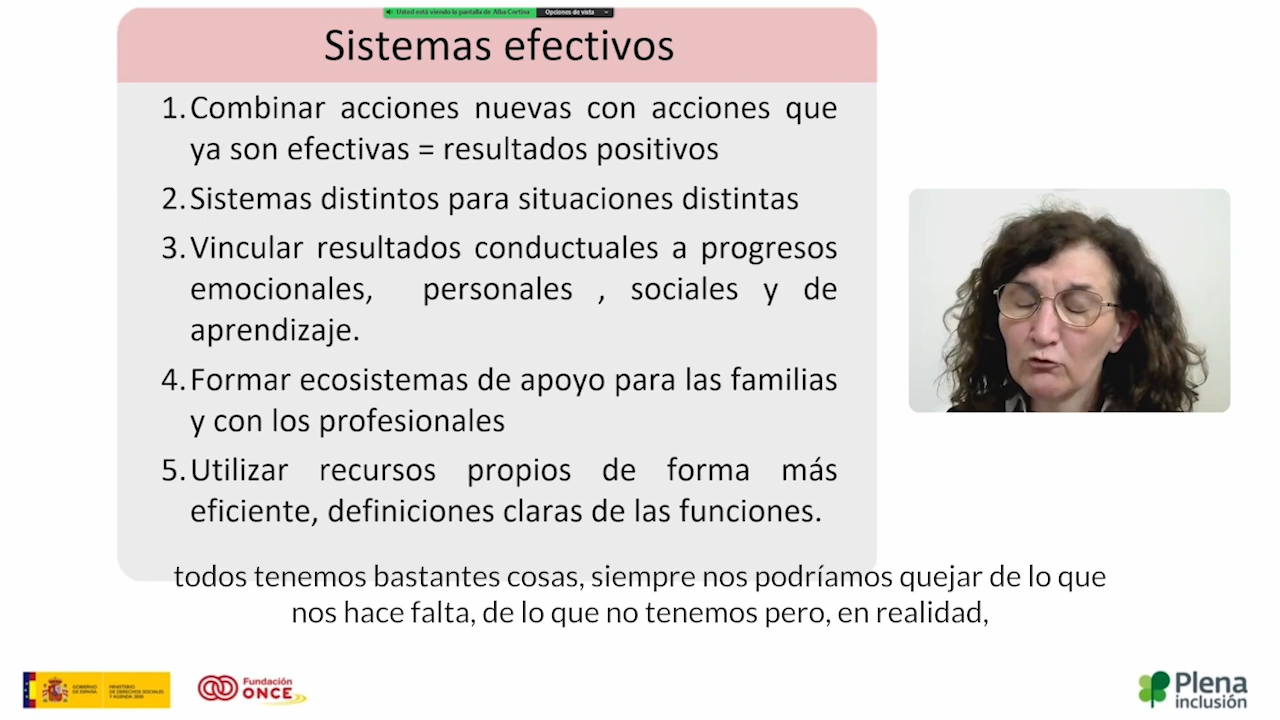 Usted está viendo la pantalla de Alba Cortina
Opciones de vista
Sistemas efectivos
1. Combinar acciones nuevas con acciones que
ya son efectivas = resultados positivos
2. Sistemas distintos para situaciones distintas
3. Vincular resultados conductuales a progresos
emocionales, personales , sociales y de
aprendizaje.
4. Formar ecosistemas de apoyo para las familias
y con los profesionales
5. Utilizar recursos propios de forma más
eficiente, definiciones claras de las funciones.
todos tenemos bastantes cosas, siempre nos podríamos quejar de lo que
nos hace falta, de lo que no tenemos pero, en realidad,
GOBIERNO
DE ESPAÑA
MINISTERIO
DE DERECHOS SOCIALES
Y AGENDA 2030
Fundación
ONCE
Plena
inclusión